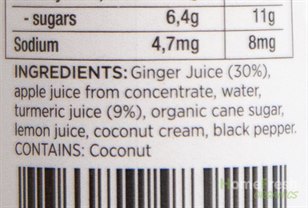 - sugars 6,4g 11g
Sodium 4,7mg 8mg
INGREDIENTS: Ginger Juice (30%),
apple juice from concentrate, water,
turmeric juice (9%), organic cane sugar,
lemon juice, coconut cream, black pepper.
CONTAINS: Coconut